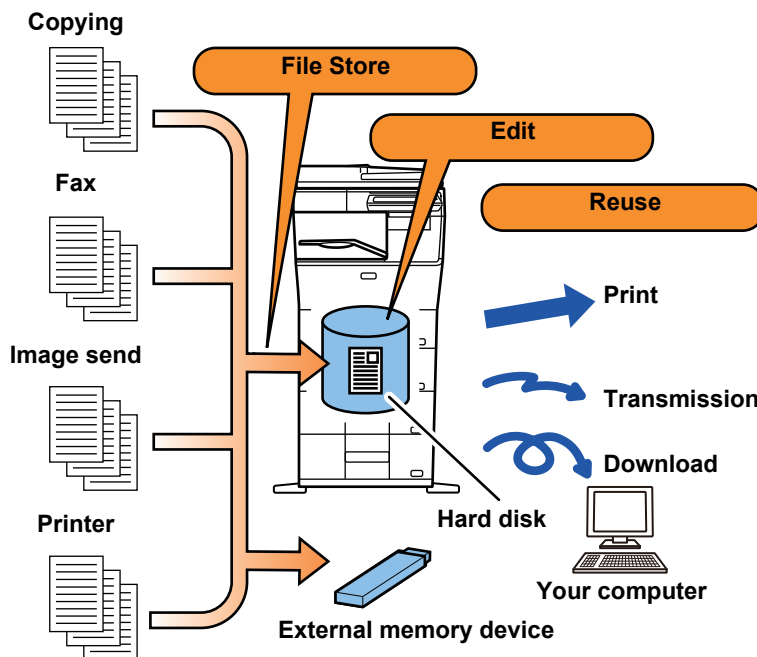 Copying
File Store
Edit
Fax
Reuse
Print
Image send
Transmission
Download
Printer
Hard disk
Your computer
External memory device